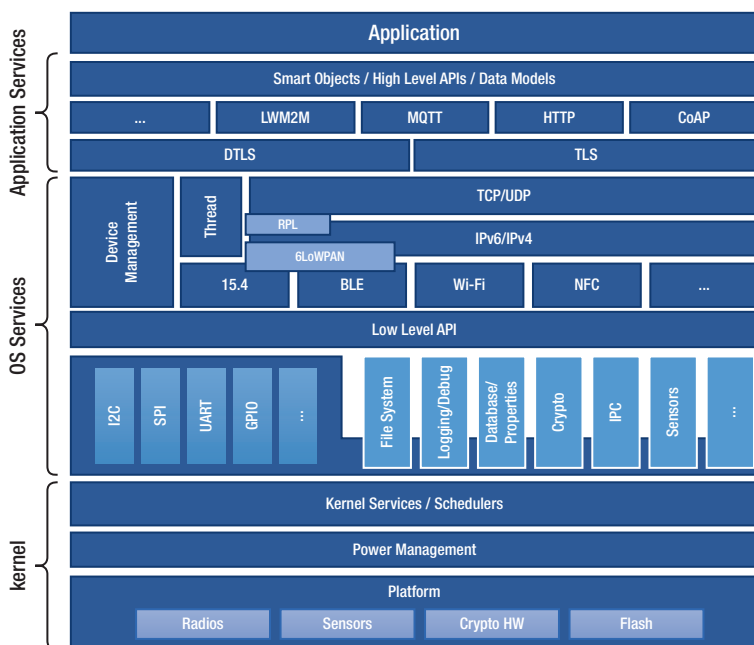 Application
Application Services
Smart Objects / High Level APIs / Data Models
... LWM2M MQTT HTTP CoAP
DTLS TLS
OS Services
Device
Management
Thread
TCP/UDP
RPL
IPv6/IPv4
6LoWPAN
15.4 BLE Wi-Fi NFC ...
Low Level API
I2C SPI UART GPIO ...
File System
Logging/Debug
Database/
Properties
Crypto
IPC
Sensors
...
kernel
Kernel Services / Schedulers
Power Management
Platform
Radios Sensors Crypto HW Flash